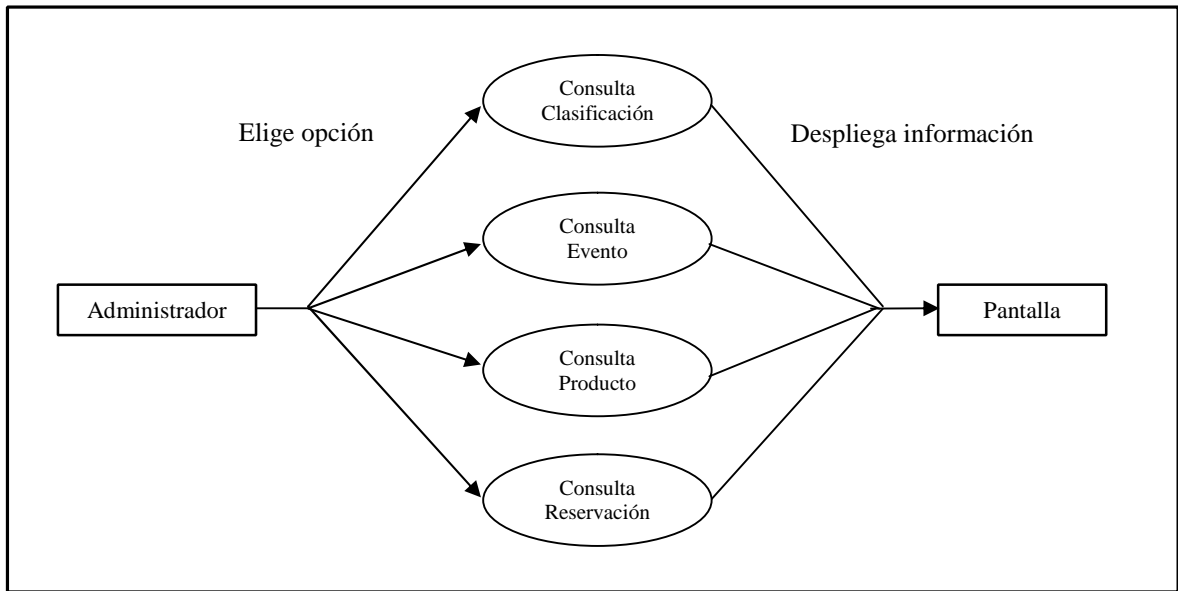 Consulta
Clasificación
Elige opción
Despliega información
Consulta
Evento
Administrador
Pantalla
Consulta
Producto
Consulta
Reservación